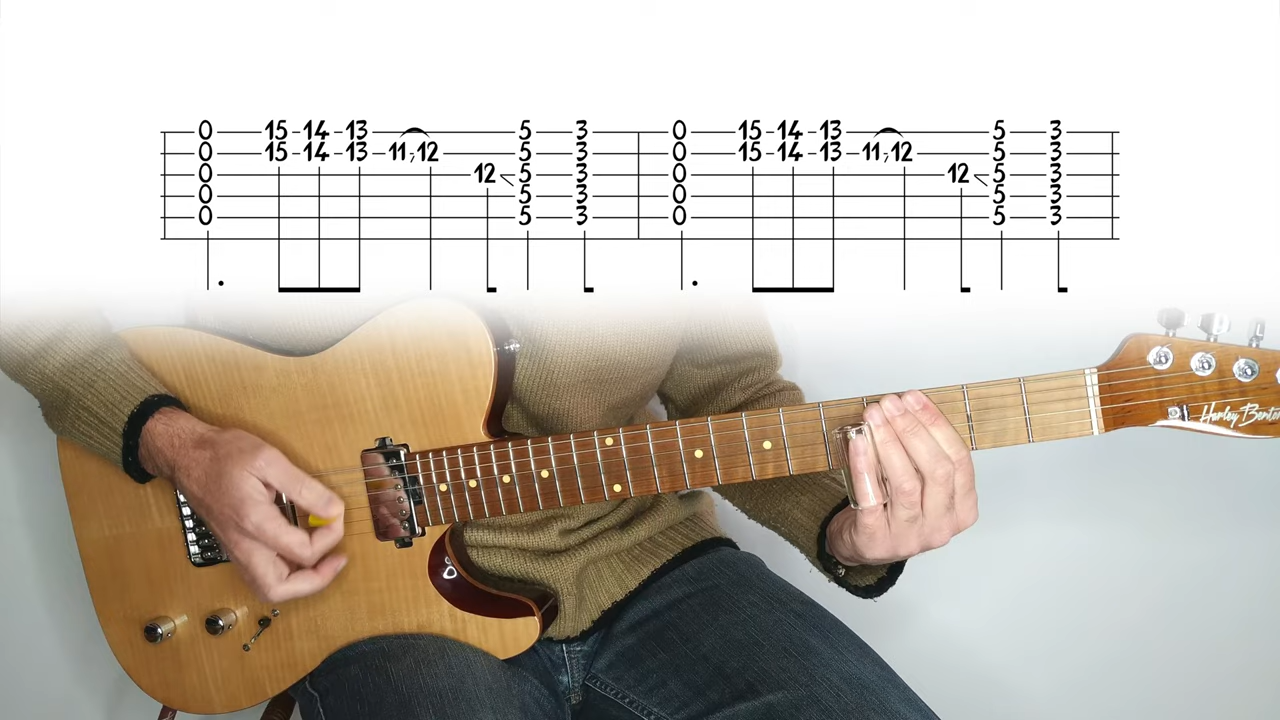 0 15 14 13 5 3 0 15 14 13 5 3
0 15 14 13 11 12 5 3 0 15 14 13 11 12 5 3
0 12 5 3 0 12 5 3
0 5 3 0 5 3
0 5 3 0 5 3
Harley Benton